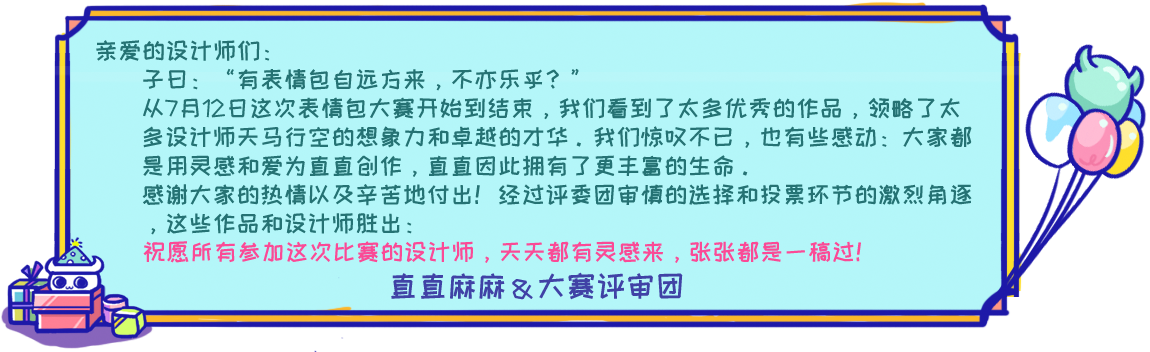 亲爱的设计师们：
子曰：“有表情包自远方来，不亦乐乎？”
从7月12日这次表情包大赛开始到结束，我们看到了太多优秀的作品，领略了太
多设计师天马行空的想象力和卓越的才华。我们惊叹不已，也有些感动：大家都
是用灵感和爱为直直创作，直直因此拥有了更丰富的生命。
感谢大家的热情以及辛苦地付出！经过评委团审慎的选择和投票环节的激烈角逐
，这些作品和设计师胜出：
祝愿所有参加这次比赛的设计师，天天都有灵感来，张张都是一稿过！
直直麻麻&大赛评审团